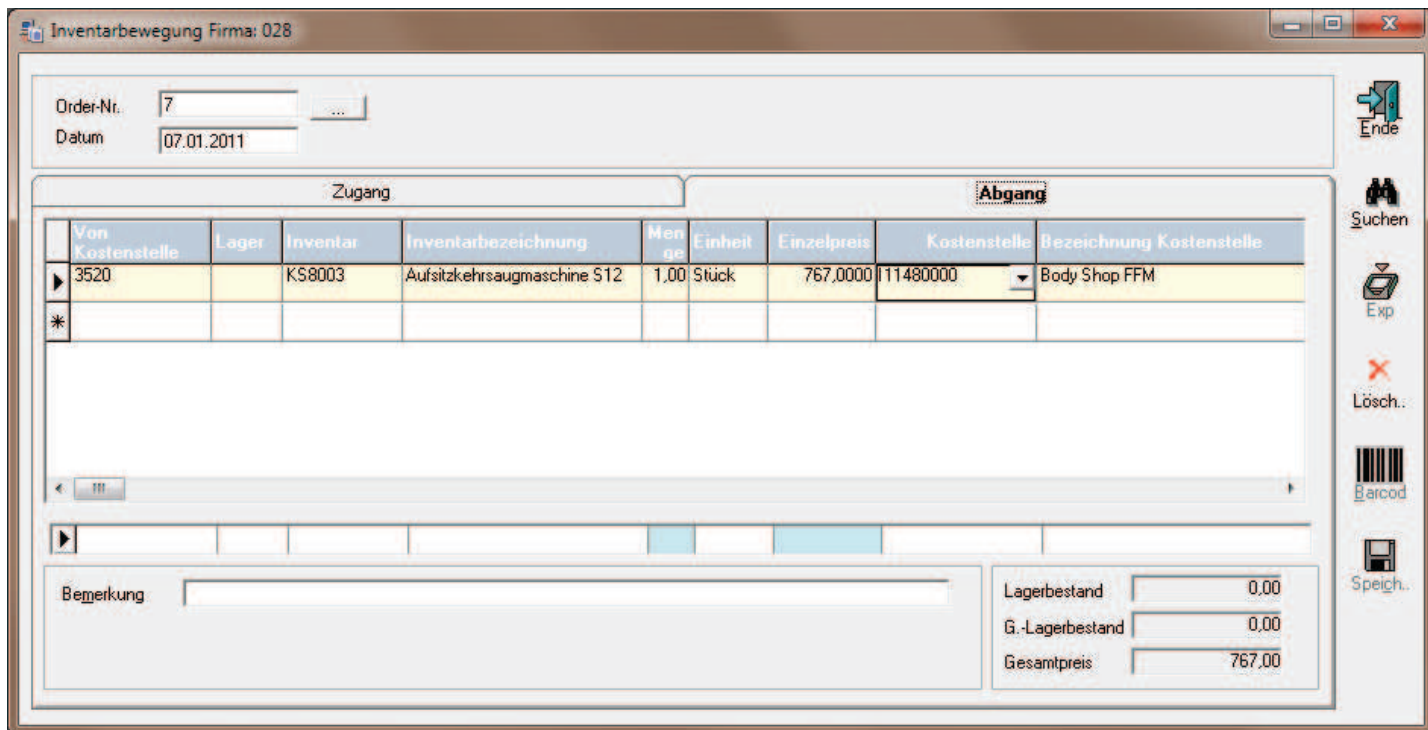 Inventarbewegung Firma: 028
Order-Nr. 7 ...
Datum 07.01.2011
Zugang Abgang
Von Kostenstelle Lager Inventar Inventarbezeichnung Menge Einheit Einzelpreis Kostenstelle Bezeichnung Kostenstelle
3520 KS8003 Aufsitzkehrsaugmaschine S12 1,00 Stück 767,0000 111480000 Body Shop FFM
*
Bemerkung
Lagerbestand 0,00
G.-Lagerbestand 0,00
Gesamtpreis 767,00
Ende
Suchen
Exp
Lösch..
Barcod
Speich..